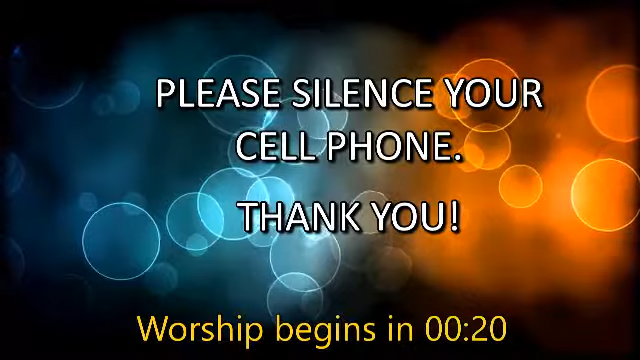 PLEASE SILENCE YOUR
CELL PHONE.
THANK YOU!
Worship begins in 00:20